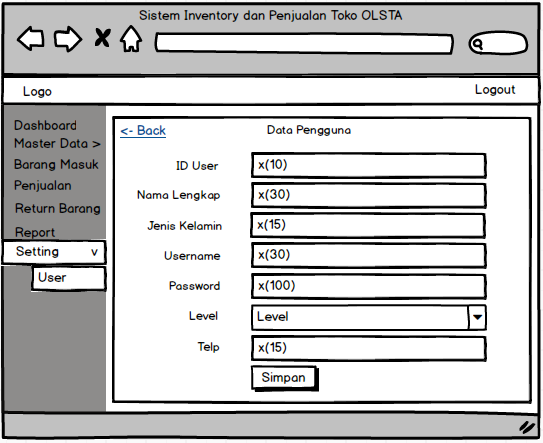 Sistem Inventory dan Penjualan Toko OLSTA
Logo
Logout
Dashboard
Master Data >
Barang Masuk
Penjualan
Return Barang
Report
Setting v
User
<- Back
Data Pengguna
ID User x(10)
Nama Lengkap x(30)
Jenis Kelamin x(15)
Username x(30)
Password x(100)
Level Level
Telp x(15)
Simpan